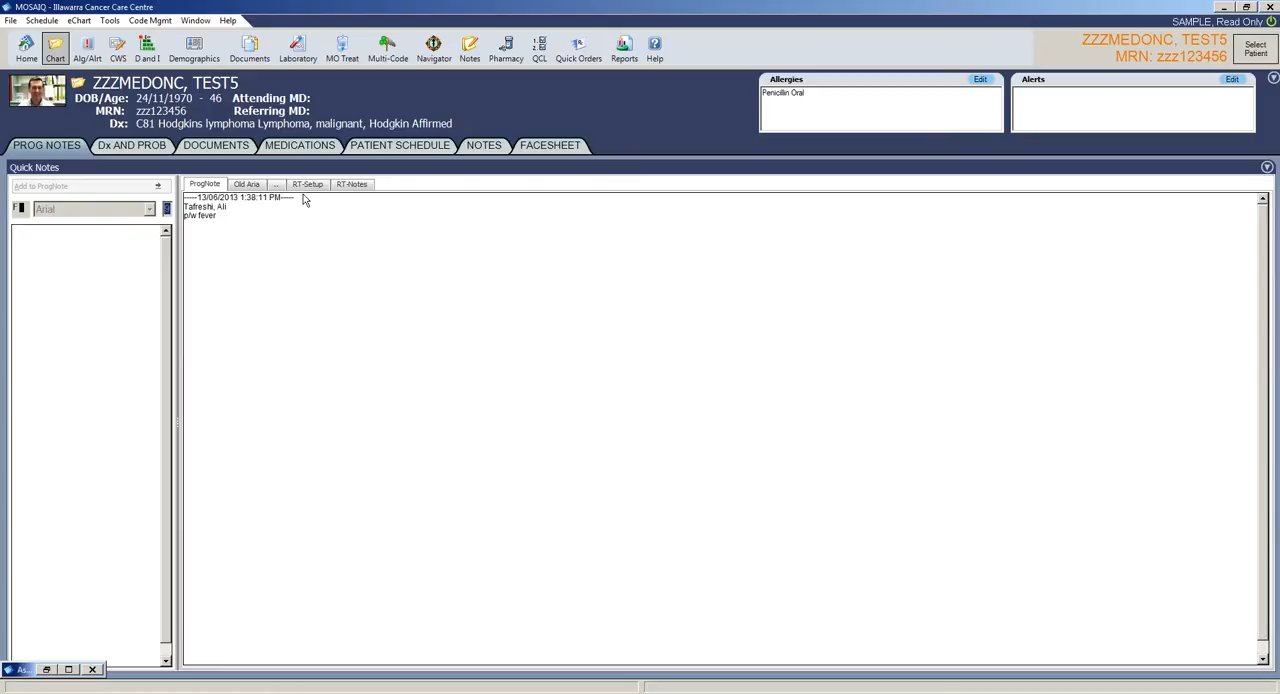 MOSAIQ - Illawarra Cancer Care Centre
File Schedule eChart Tools Code Mgmt Window Help
SAMPLE, Read Only
Home Chart Alg/Alrt CWS D and I Demographics Documents Laboratory MO Treat Multi-Code Navigator Notes Pharmacy QCL Quick Orders Reports Help
ZZZMEDONC, TEST5
MRN: zzz123456
Select
Patient
ZZZMEDONC, TEST5
DOB/Age: 24/11/1970 - 46 Attending MD:
MRN: zzz123456 Referring MD:
Dx: C81 Hodgkins lymphoma Lymphoma, malignant, Hodgkin Affirmed
Allergies Edit
Penicillin Oral
Alerts Edit
PROG NOTES Dx AND PROB DOCUMENTS MEDICATIONS PATIENT SCHEDULE NOTES FACESHEET
Quick Notes
Add to ProgNote
F Arial
ProgNote Old Aria .. RT-Setup RT-Notes
-----13/06/2013 1:38:11 PM-----
Tafreshi, Ali
p/w fever
As...